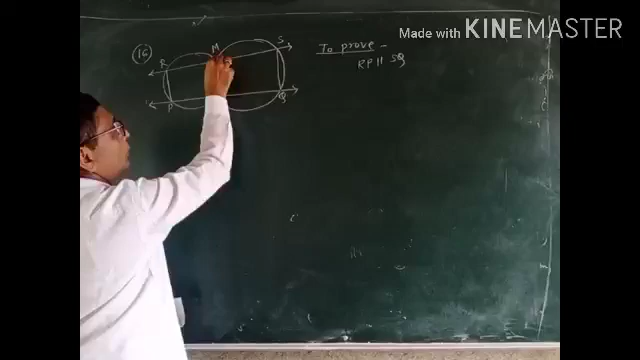 Made with KINEMASTER
(16)
M
S
To prove -
R
RP || SQ
P
Q